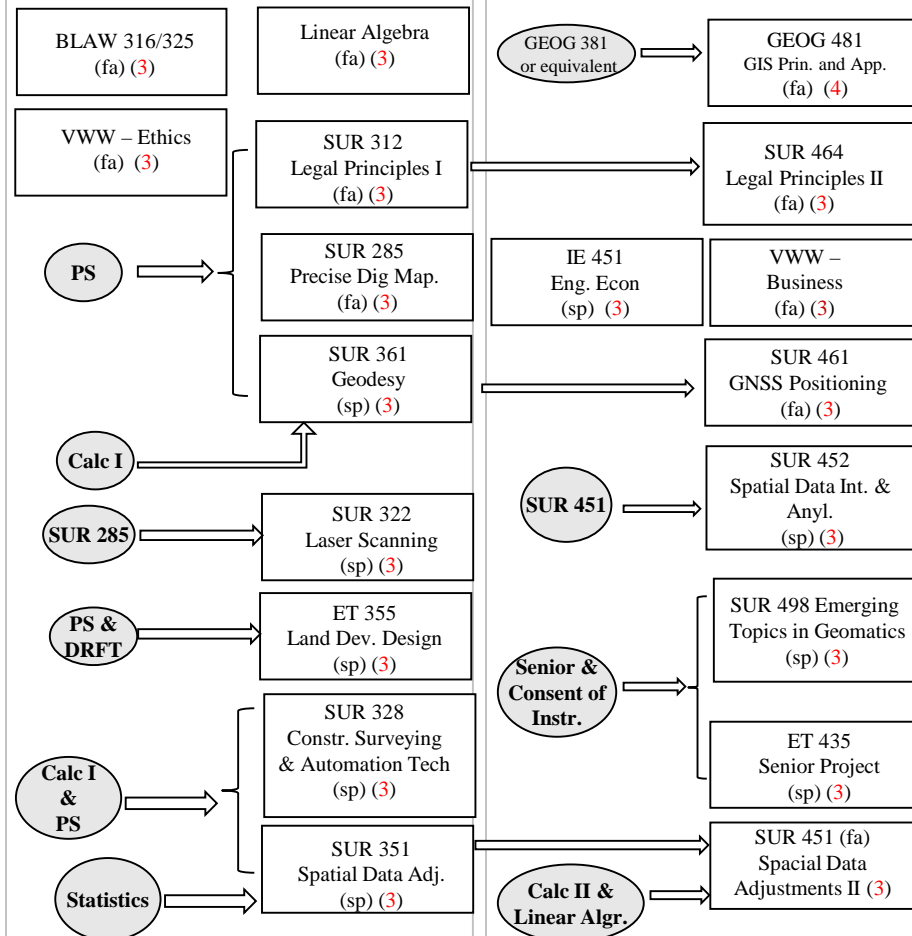 BLAW 316/325
(fa) (3)
Linear Algebra
(fa) (3)
VWW – Ethics
(fa) (3)
SUR 312
Legal Principles I
(fa) (3)
PS
SUR 285
Precise Dig Map.
(fa) (3)
SUR 361
Geodesy
(sp) (3)
Calc I
SUR 285
SUR 322
Laser Scanning
(sp) (3)
PS &
DRFT
ET 355
Land Dev. Design
(sp) (3)
Calc I
&
PS
SUR 328
Constr. Surveying
& Automation Tech
(sp) (3)
Statistics
SUR 351
Spatial Data Adj.
(sp) (3)
GEOG 381
or equivalent
GEOG 481
GIS Prin. and App.
(fa) (4)
SUR 464
Legal Principles II
(fa) (3)
IE 451
Eng. Econ
(sp) (3)
VWW –
Business
(fa) (3)
SUR 461
GNSS Positioning
(fa) (3)
SUR 451
SUR 452
Spatial Data Int. &
Anyl.
(sp) (3)
Senior &
Consent of
Instr.
SUR 498 Emerging
Topics in Geomatics
(sp) (3)
ET 435
Senior Project
(sp) (3)
Calc II &
Linear Algr.
SUR 451 (fa)
Spacial Data
Adjustments II (3)